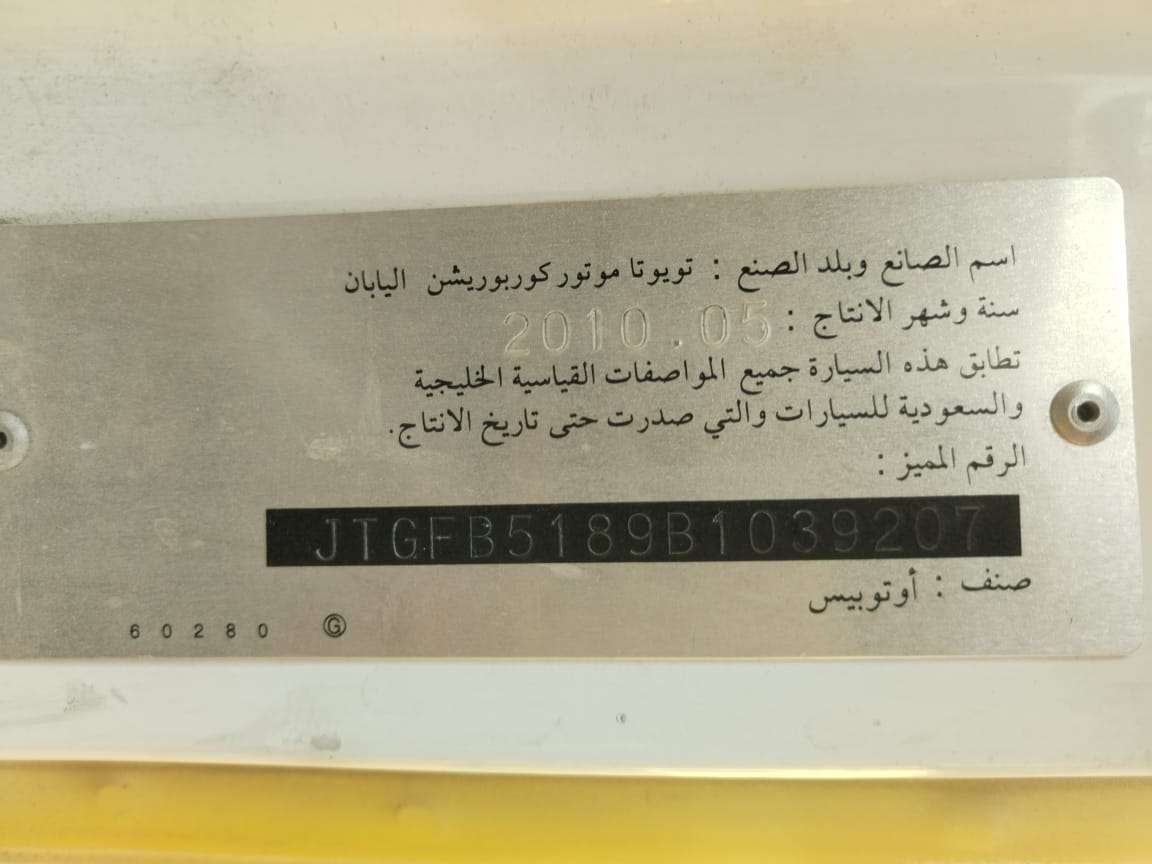 اسم الصانع وبلد الصنع : تويوتا موتور كوربوريشن اليابان
سنة وشهر الانتاج : 2010.05
تطابق هذه السيارة جميع المواصفات القياسية الخليجية
والسعودية للسيارات والتي صدرت حتى تاريخ الانتاج.
الرقم المميز :
JTGFB5189B1039207
صنف : أوتوبيس
60280 Ⓖ